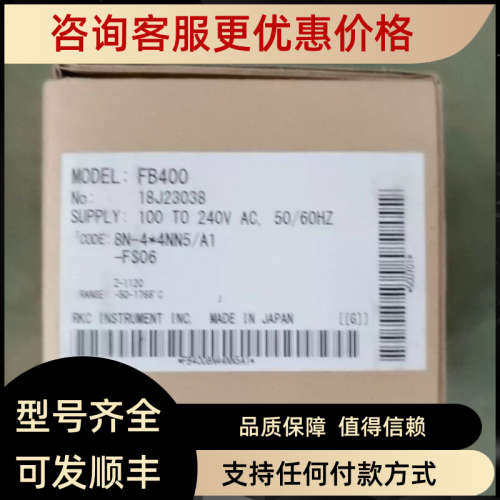 咨询客服更优惠价格
MODEL: FB400
No: 18J23038
SUPPLY: 100 TO 240V AC, 50/60HZ
CODE: 8N-4*4NN5/A1
-FS06
Z-1120
RANGE: -50-1768°C
RKC INSTRUMENT INC. MADE IN JAPAN [[G]]
*FB4008N44NN5A1*
型号齐全
可发顺丰
品质保障 值得信赖
支持任何付款方式